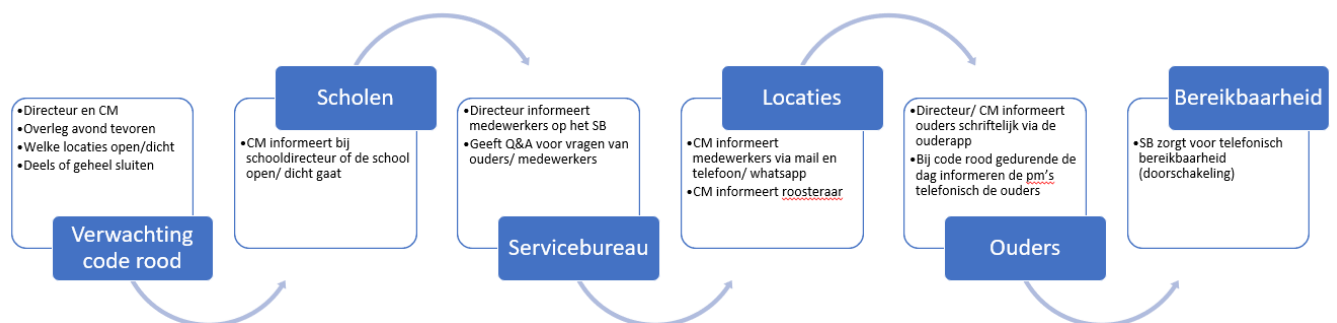 •Directeur en CM
•Overleg avond tevoren
•Welke locaties open/dicht
•Deels of geheel sluiten
Verwachting
code rood
Scholen
•CM informeert bij
schooldirecteur of de school
open/ dicht gaat
•Directeur informeert
medewerkers op het SB
•Geeft Q&A voor vragen van
ouders/ medewerkers
Servicebureau
Locaties
•CM informeert
medewerkers via mail en
telefoon/ whatsapp
•CM informeert roosteraar
•Directeur/ CM informeert
ouders schriftelijk via de
ouderapp
•Bij code rood gedurende de
dag informeren de pm's
telefonisch de ouders
Ouders
Bereikbaarheid
•SB zorgt voor telefonisch
bereikbaarheid
(doorschakeling)